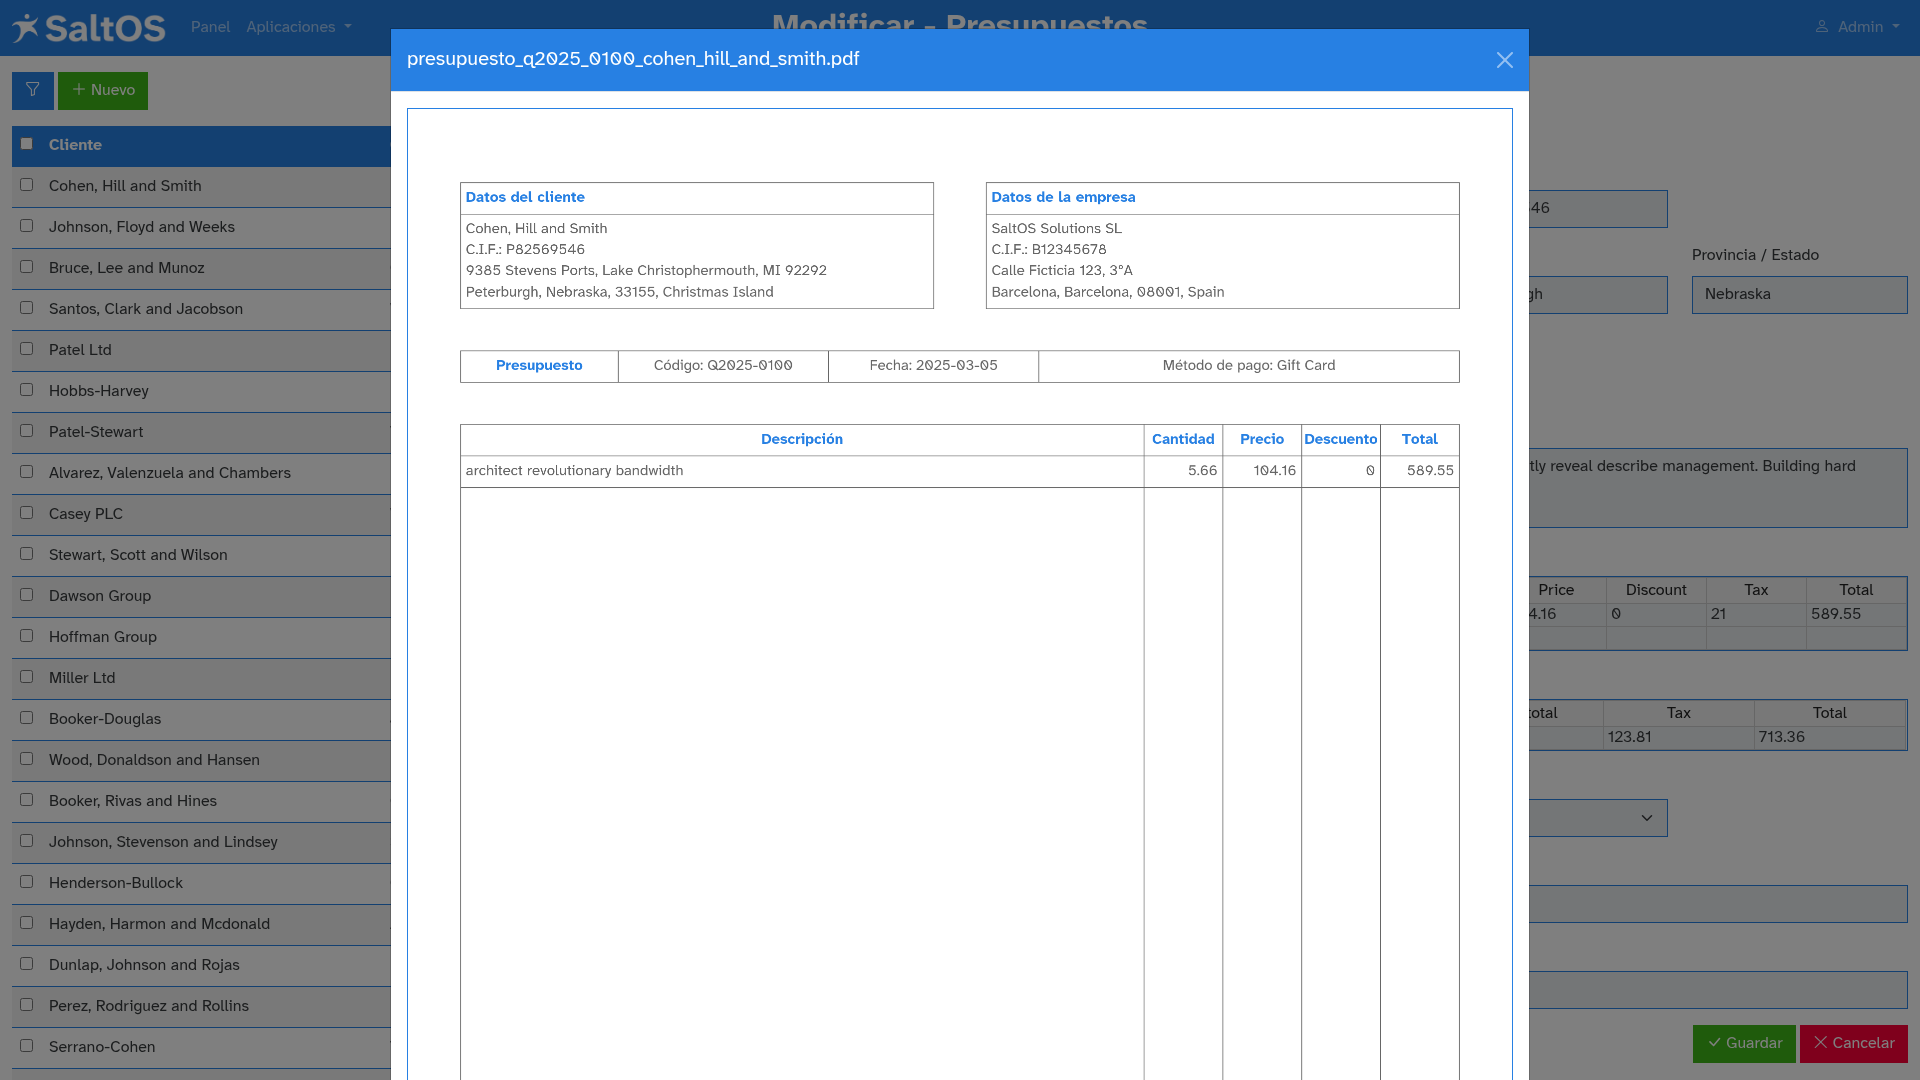 SaltOS
Panel
Aplicaciones
Modificar - Presupuestos
Admin
presupuesto_q2025_0100_cohen_hill_and_smith.pdf
Nuevo
Cliente
Cohen, Hill and Smith
Johnson, Floyd and Weeks
Bruce, Lee and Munoz
Santos, Clark and Jacobson
Patel Ltd
Hobbs-Harvey
Patel-Stewart
Alvarez, Valenzuela and Chambers
Casey PLC
Stewart, Scott and Wilson
Dawson Group
Hoffman Group
Miller Ltd
Booker-Douglas
Wood, Donaldson and Hansen
Booker, Rivas and Hines
Johnson, Stevenson and Lindsey
Henderson-Bullock
Hayden, Harmon and Mcdonald
Dunlap, Johnson and Rojas
Perez, Rodriguez and Rollins
Serrano-Cohen
Datos del cliente
Cohen, Hill and Smith
C.I.F.: P82569546
9385 Stevens Ports, Lake Christophermouth, MI 92292
Peterburgh, Nebraska, 33155, Christmas Island
Datos de la empresa
SaltOS Solutions SL
C.I.F.: B12345678
Calle Ficticia 123, 3°A
Barcelona, Barcelona, 08001, Spain
Presupuesto
Código: Q2025-0100
Fecha: 2025-03-05
Método de pago: Gift Card
Descripción Cantidad Precio Descuento Total
architect revolutionary bandwidth 5.66 104.16 0 589.55
46
Provincia / Estado
gh
Nebraska
tly reveal describe management. Building hard
Price Discount Tax Total
4.16 0 21 589.55
total Tax Total
123.81 713.36
Guardar
Cancelar